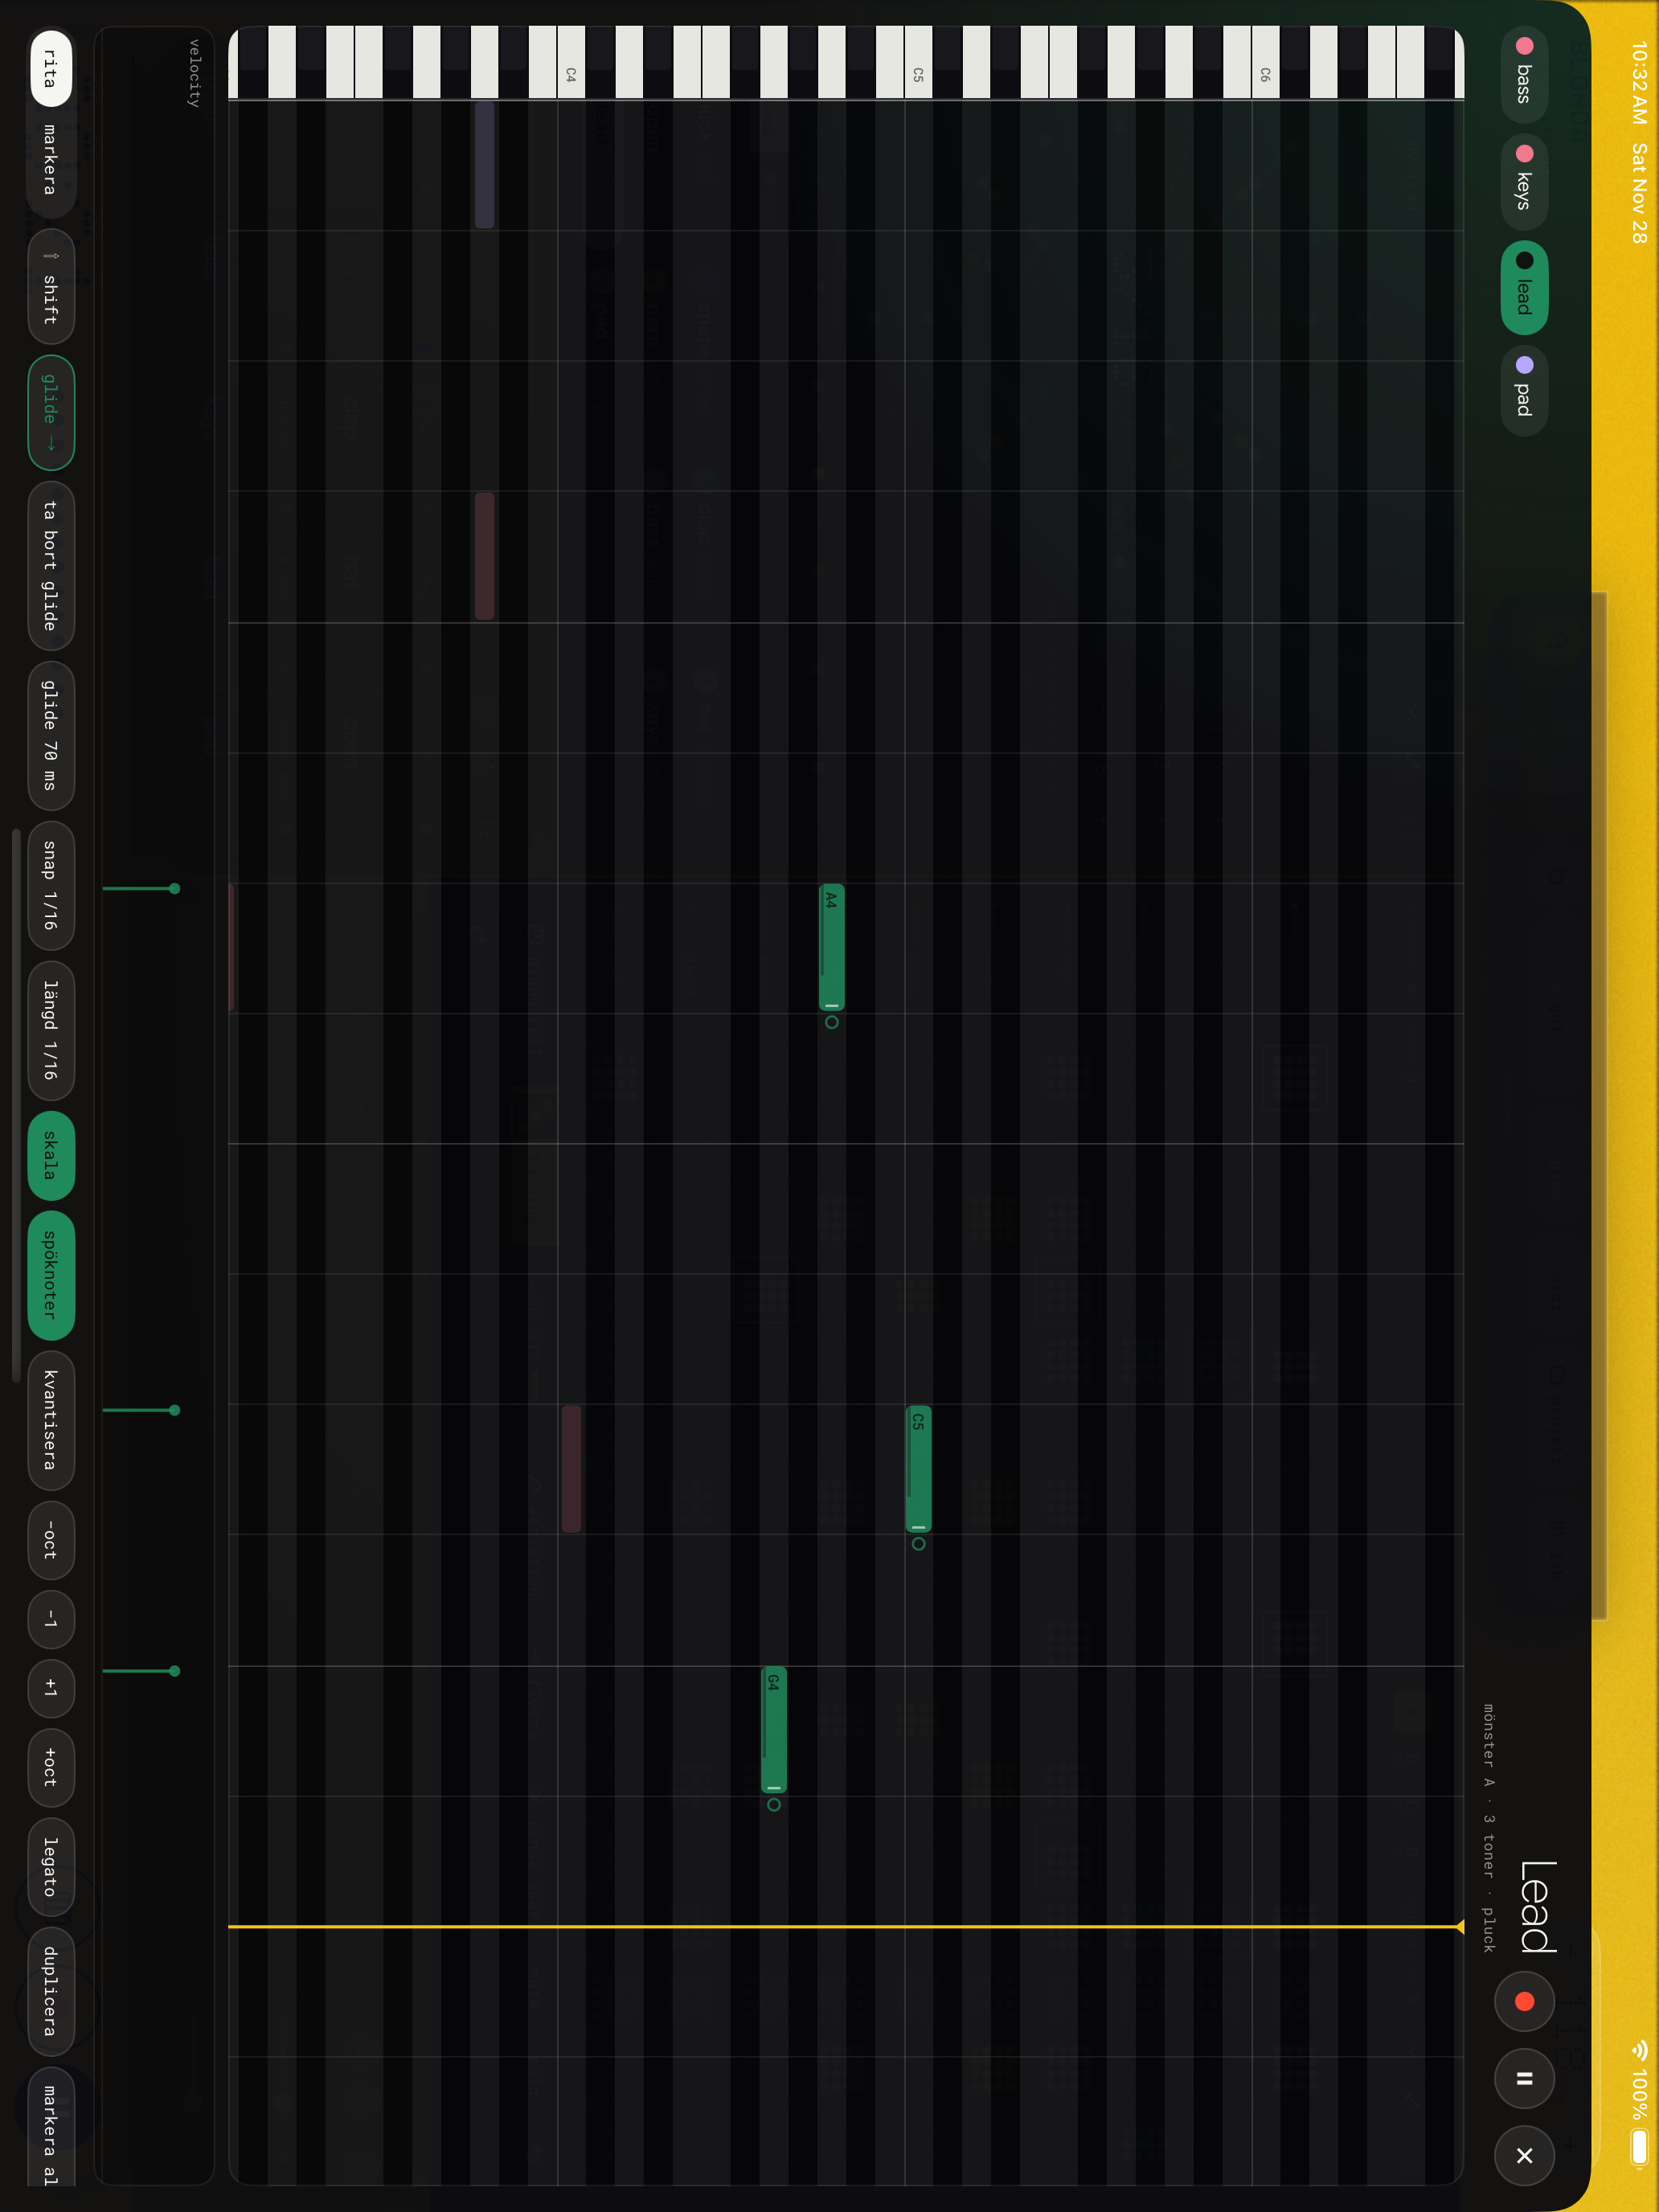 10:32 AM Sat Nov 28
100%
bass
keys
lead
pad
Lead
mönster A · 3 toner · pluck
C6
C5
C4
C5
A4
G4
velocity
rita
markera
⇧ shift
glide →
ta bort glide
glide 70 ms
snap 1/16
längd 1/16
skala
spöknoter
kvantisera
-oct
-1
+1
+oct
legato
duplicera
markera al